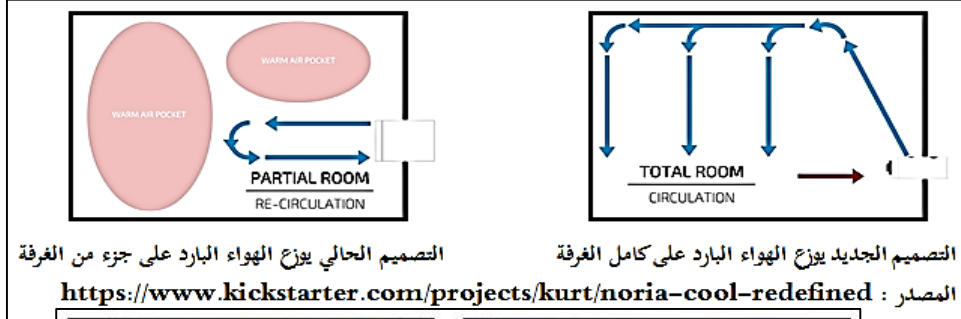 WARM AIR POCKET
WARM AIR POCKET
PARTIAL ROOM
RE-CIRCULATION
TOTAL ROOM
CIRCULATION
التصميم الجديد يوزع الهواء البارد على كامل الغرفة
التصميم الحالي يوزع الهواء البارد على جزء من الغرفة
المصدر : https://www.kickstarter.com/projects/kurt/noria-cool-redefined